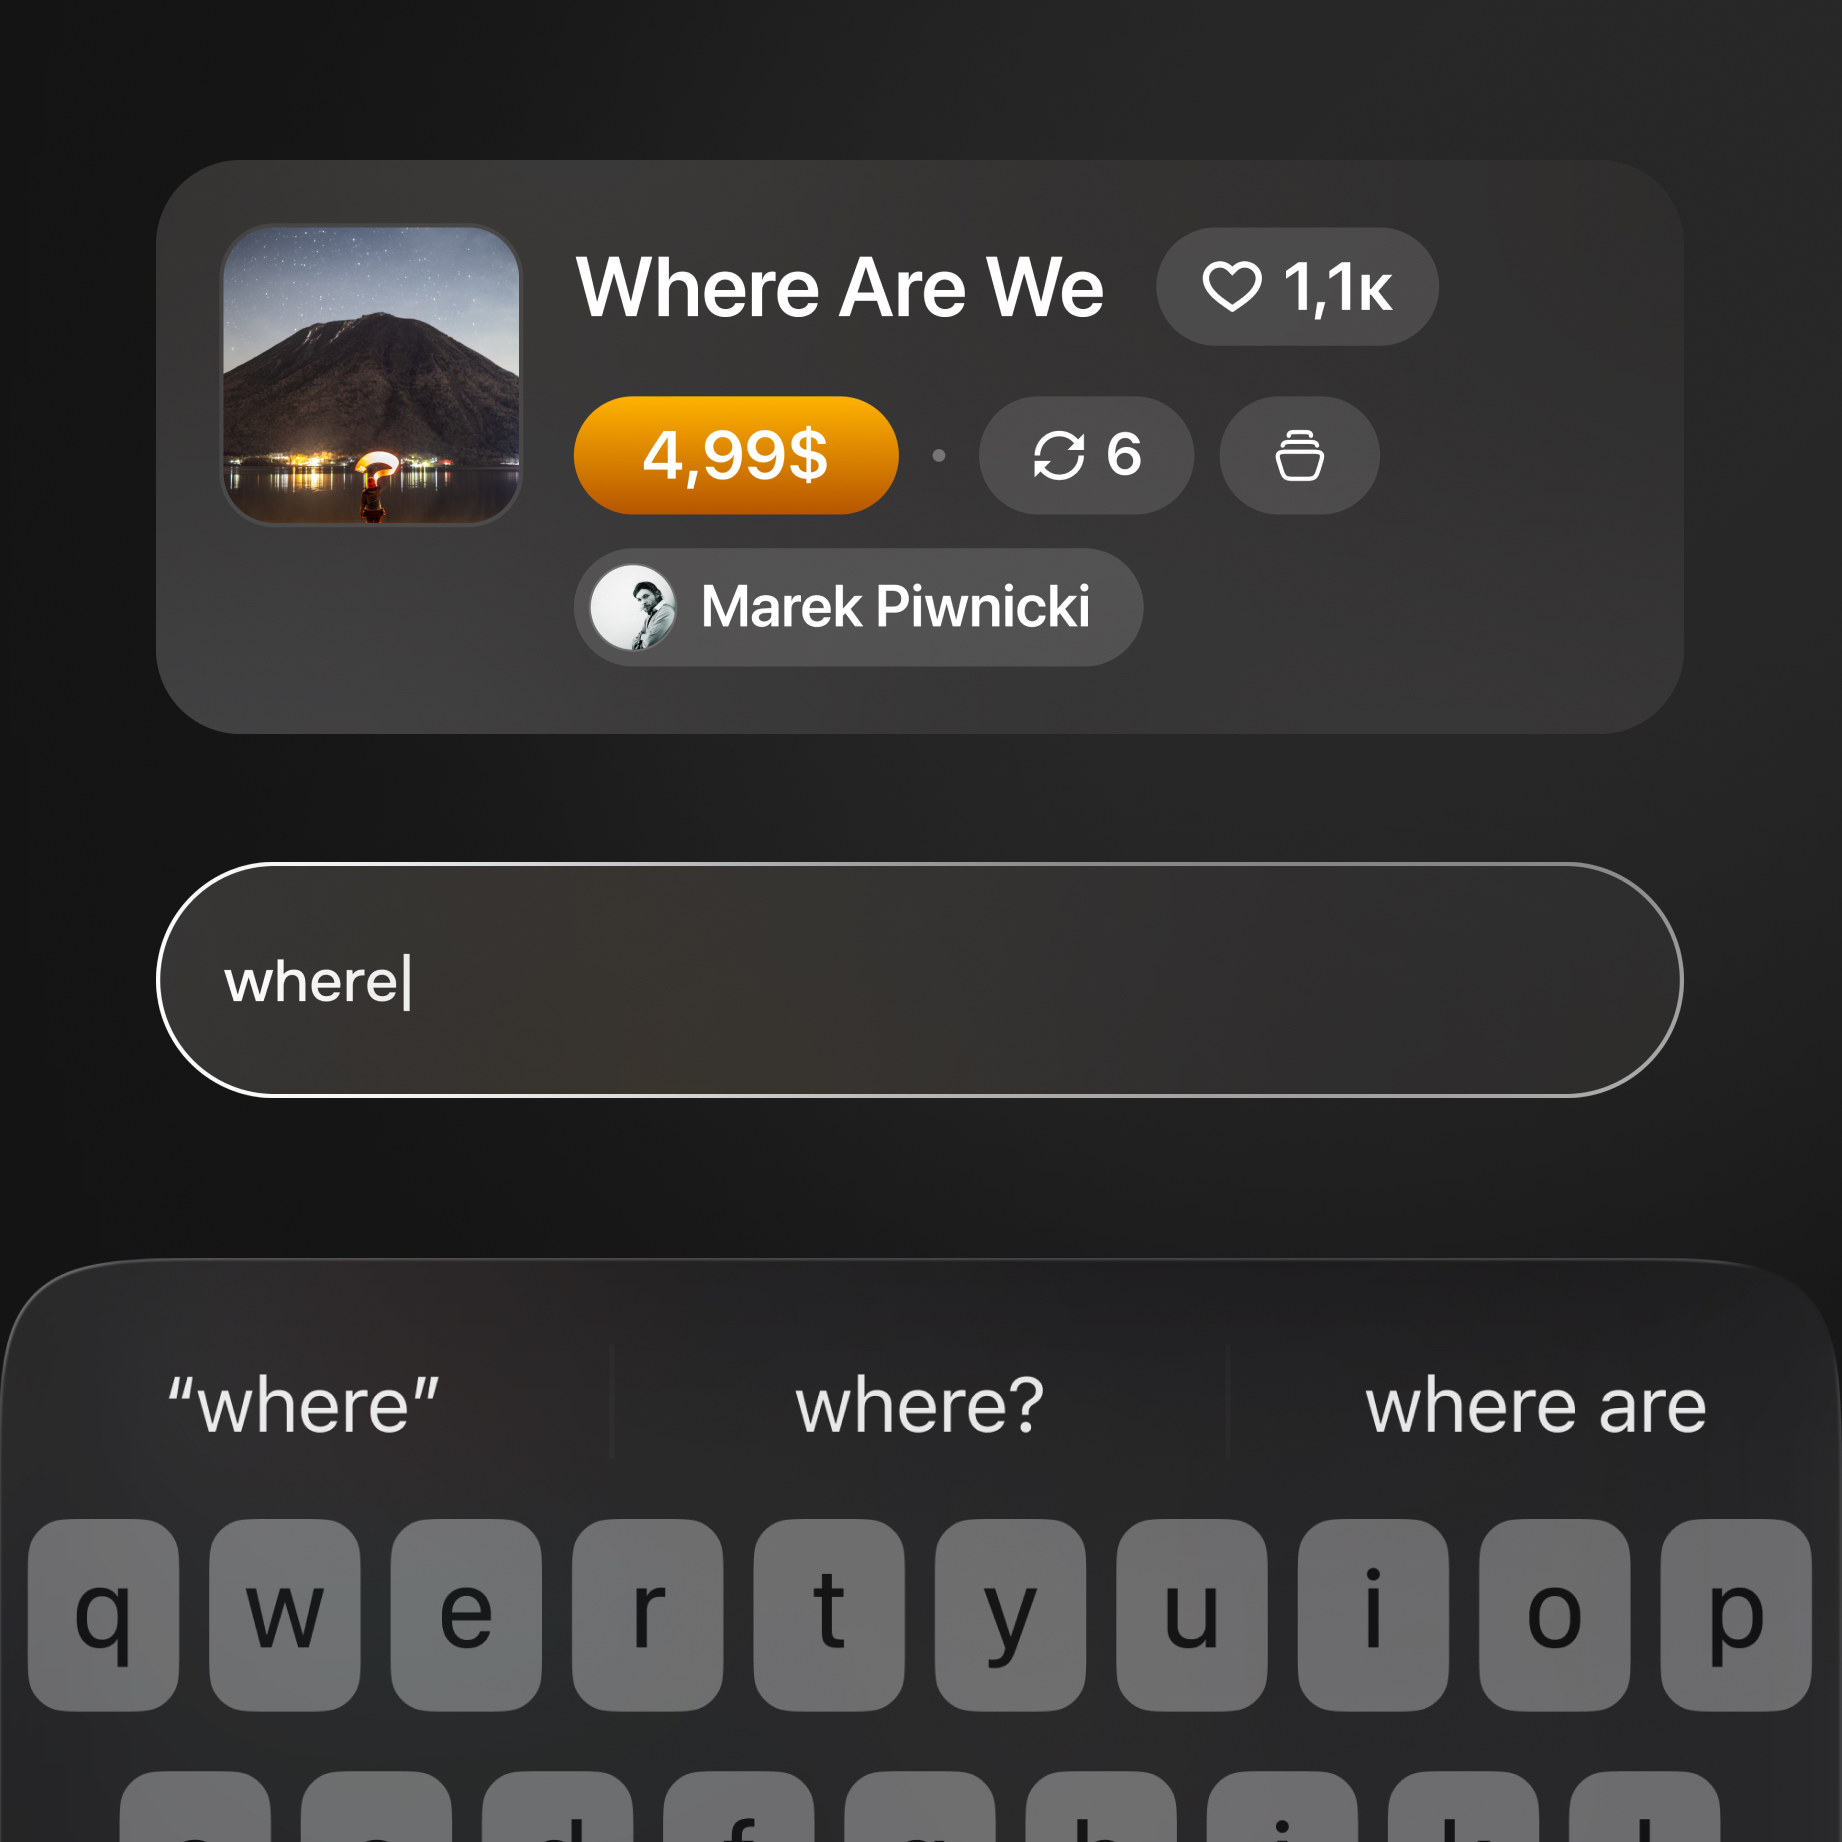 Where Are We
1,1к
4,99$
6
Marek Piwnicki
where
“where”
where?
where are
q w e r t y u i o p
a s d f g h j k l